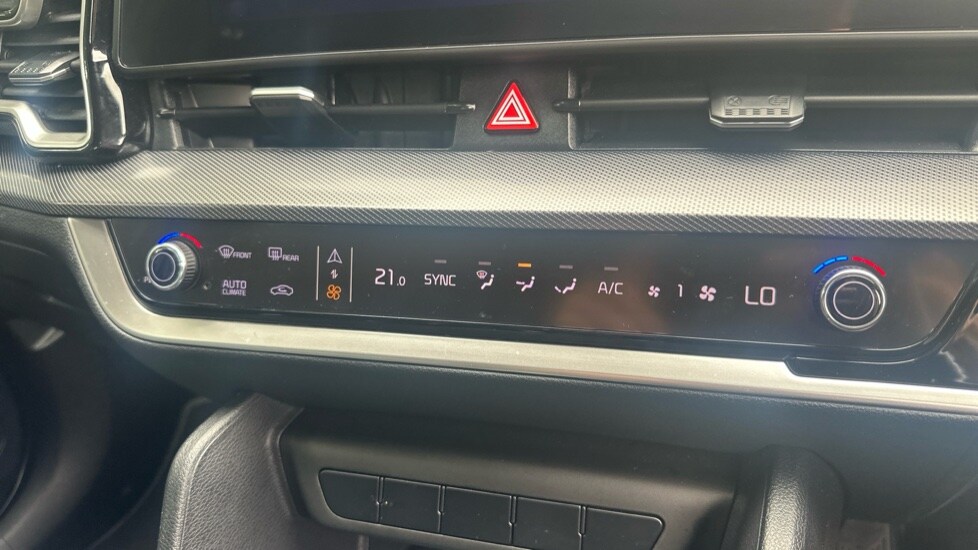 FRONT
REAR
AUTO
CLIMATE
21.0
SYNC
A/C
1
LO